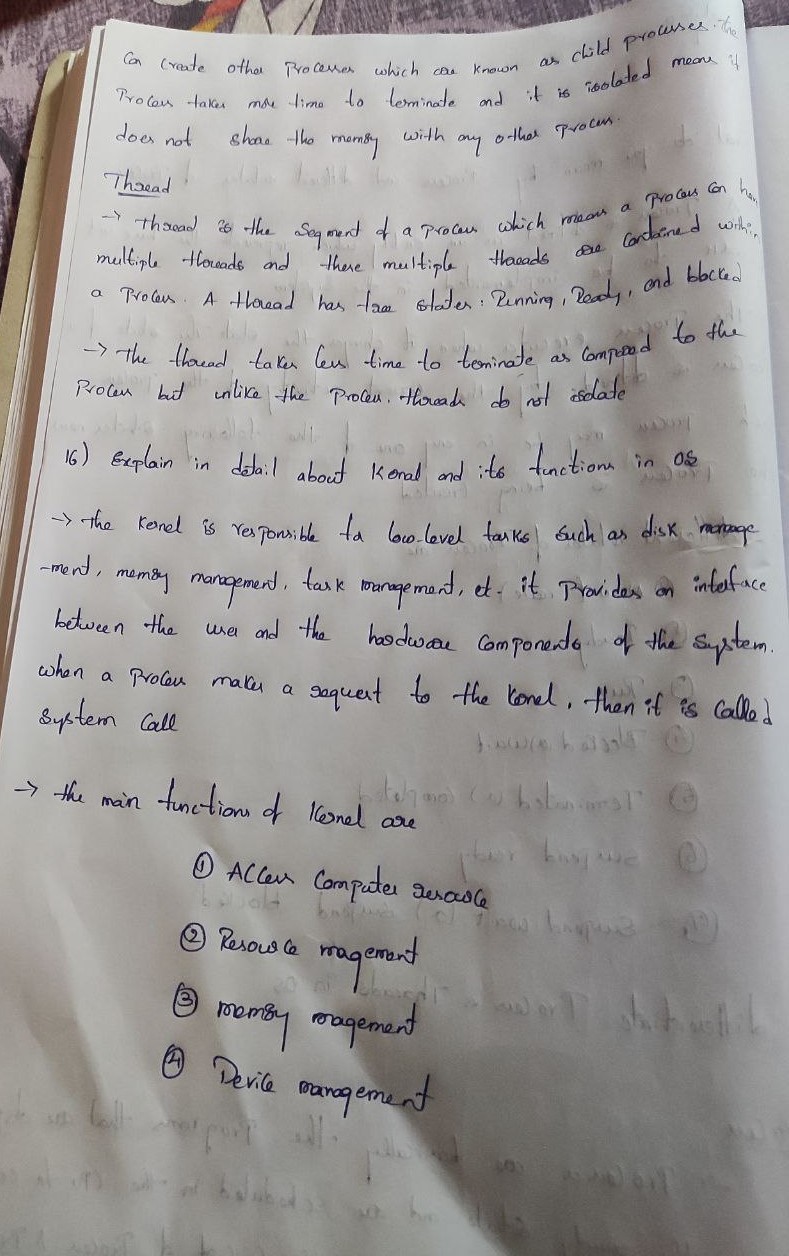 Can create other Processes which are known as child processes. The
Process takes more time to terminate and it is isolated means it
does not share the memory with any other process.
Thread
→ Thread is the segment of a process which means a process can have
multiple threads and these multiple threads are contained within
a Process. A thread has three states: Running, Ready, and blocked
→ The thread takes less time to terminate as compared to the
Process but unlike the Process. threads do not isolate
16) Explain in detail about Kernal and its functions in OS
→ the Kernel is responsible for low-level tasks such as disk manage
-ment, memory management, task management, etc. it Provides an interface
between the user and the hardware components of the system.
when a Process makes a request to the Kernel, then it is Called
System Call
→ the main functions of Kernel are
① Access Computer resource
② Resource magement
③ memory magement
④ Device management